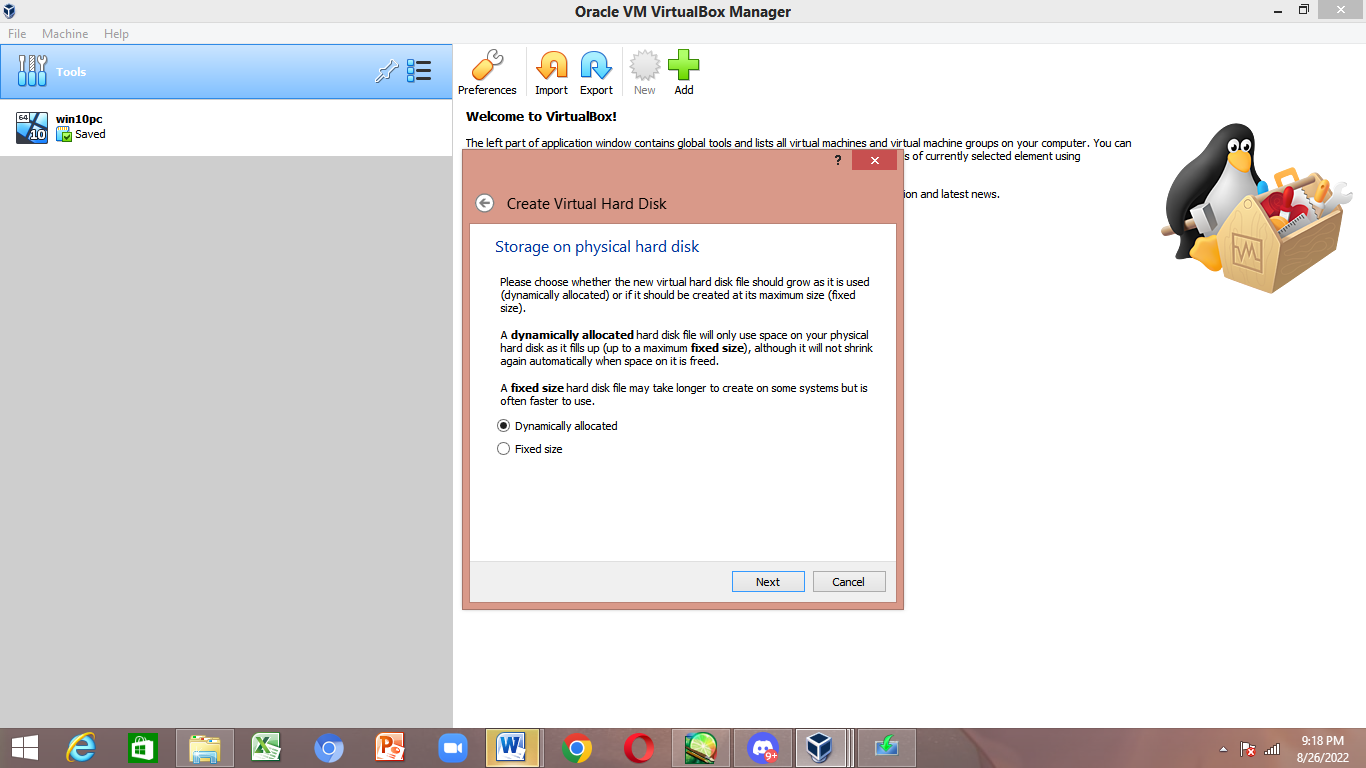 Oracle VM VirtualBox Manager
File Machine Help
Tools
Preferences Import Export New Add
64
10
win10pc
Saved
Welcome to VirtualBox!
The left part of application window contains global tools and lists all virtual machines and virtual machine groups on your computer. You can
s of currently selected element using
ion and latest news.
?
Create Virtual Hard Disk
Storage on physical hard disk
Please choose whether the new virtual hard disk file should grow as it is used
(dynamically allocated) or if it should be created at its maximum size (fixed
size).
A dynamically allocated hard disk file will only use space on your physical
hard disk as it fills up (up to a maximum fixed size), although it will not shrink
again automatically when space on it is freed.
A fixed size hard disk file may take longer to create on some systems but is
often faster to use.
Dynamically allocated
Fixed size
Next Cancel
9+
9:18 PM
8/26/2022